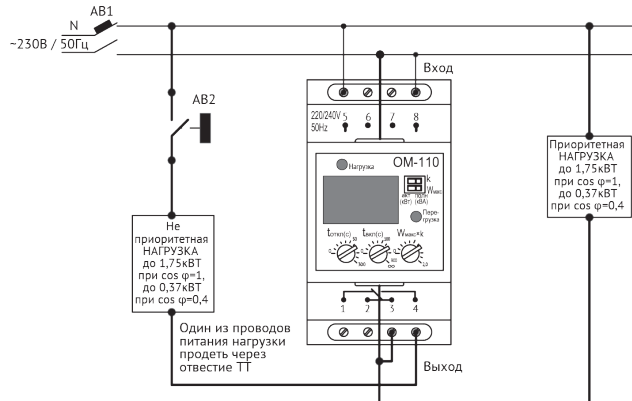 АВ1
N
~230В / 50Гц
АВ2
Вход
220/240V
50Hz
5 6 7 8
Нагрузка
ОМ-110
k
Wмакс
(кВт) (кВА)
Пере-
грузка
tоткл(с) tвкл(с) Wмакс×k
1 2 3 4
Выход
Не
приоритетная
НАГРУЗКА
до 1,75кВТ
при cos φ=1,
до 0,37кВТ
при cos φ=0,4
Приоритетная
НАГРУЗКА
до 1,75кВТ
при cos φ=1,
до 0,37кВТ
при cos φ=0,4
Один из проводов
питания нагрузки
продеть через
отвестие ТТ